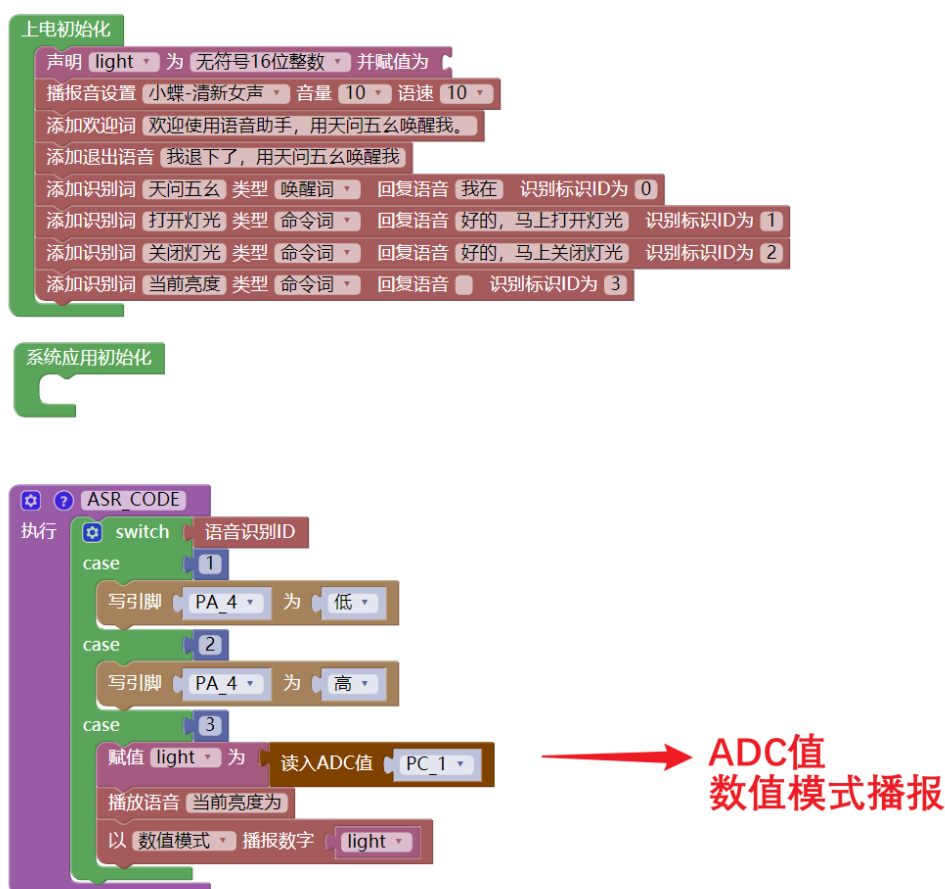 上电初始化
声明 light 为 无符号16位整数 并赋值为
播报音设置 小蝶-清新女声 音量 10 语速 10
添加欢迎词 欢迎使用语音助手，用天问五幺唤醒我。
添加退出语音 我退下了，用天问五幺唤醒我
添加识别词 天问五幺 类型 唤醒词 回复语音 我在 识别标识ID为 0
添加识别词 打开灯光 类型 命令词 回复语音 好的，马上打开灯光 识别标识ID为 1
添加识别词 关闭灯光 类型 命令词 回复语音 好的，马上关闭灯光 识别标识ID为 2
添加识别词 当前亮度 类型 命令词 回复语音 识别标识ID为 3
系统应用初始化
? ASR_CODE
执行 switch 语音识别ID
case 1
写引脚 PA_4 为 低
case 2
写引脚 PA_4 为 高
case 3
赋值 light 为 读入ADC值 PC_1
播放语音 当前亮度为
以 数值模式 播报数字 light
ADC值
数值模式播报